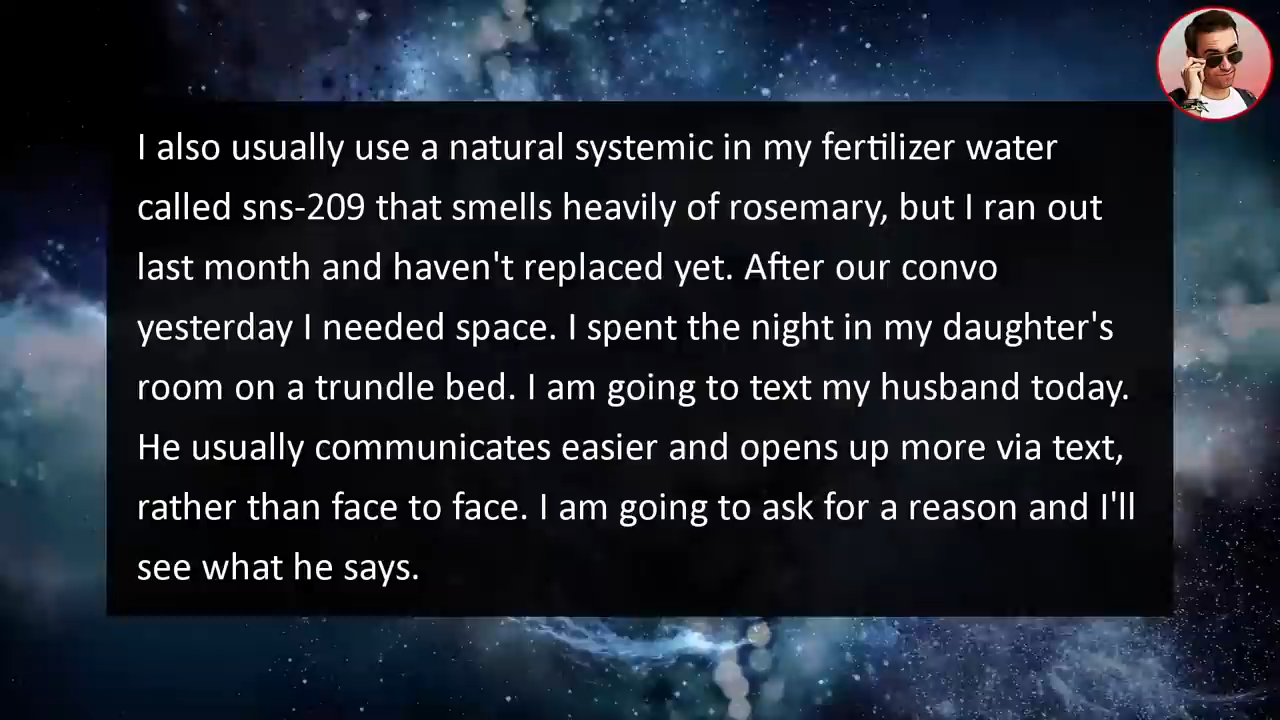 I also usually use a natural systemic in my fertilizer water
called sns-209 that smells heavily of rosemary, but I ran out
last month and haven't replaced yet. After our convo
yesterday I needed space. I spent the night in my daughter's
room on a trundle bed. I am going to text my husband today.
He usually communicates easier and opens up more via text,
rather than face to face. I am going to ask for a reason and I'll
see what he says.